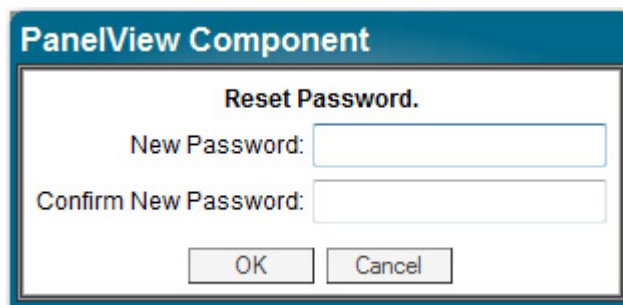 PanelView Component
Reset Password.
New Password:
Confirm New Password:
OK Cancel